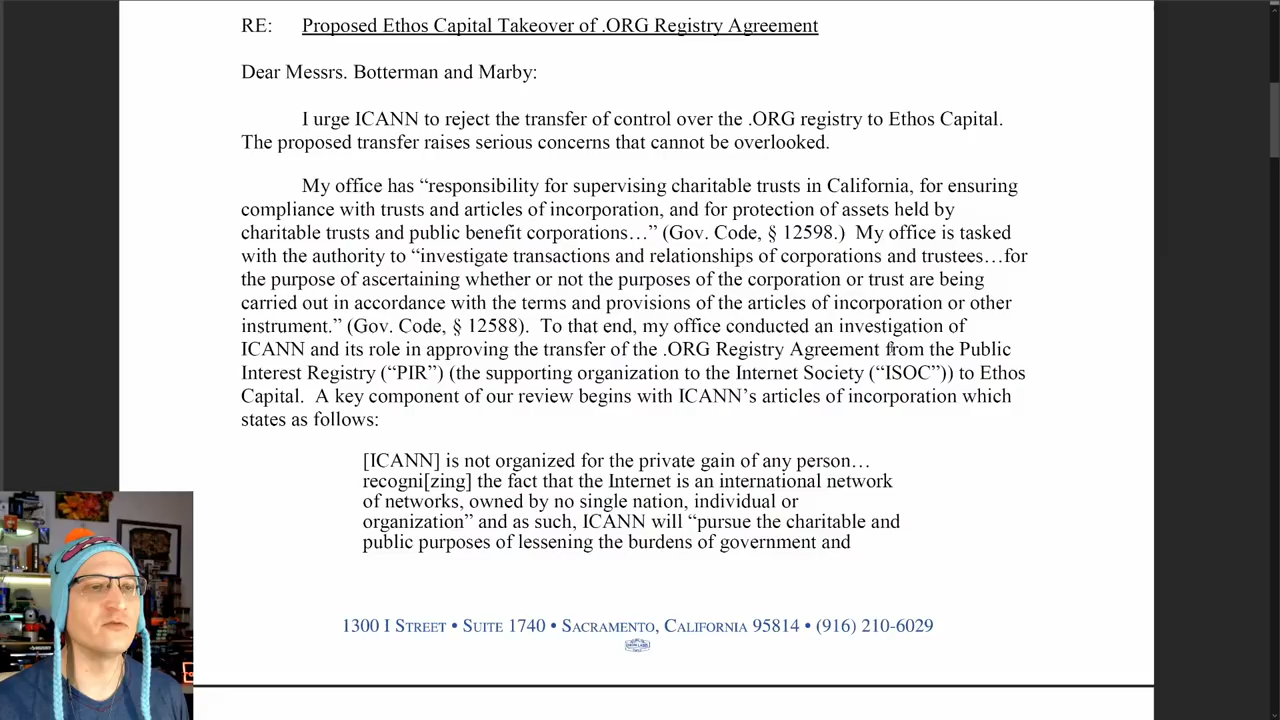 RE: Proposed Ethos Capital Takeover of .ORG Registry Agreement
Dear Messrs. Botterman and Marby:
I urge ICANN to reject the transfer of control over the .ORG registry to Ethos Capital.
The proposed transfer raises serious concerns that cannot be overlooked.
My office has “responsibility for supervising charitable trusts in California, for ensuring
compliance with trusts and articles of incorporation, and for protection of assets held by
charitable trusts and public benefit corporations…” (Gov. Code, § 12598.) My office is tasked
with the authority to “investigate transactions and relationships of corporations and trustees…for
the purpose of ascertaining whether or not the purposes of the corporation or trust are being
carried out in accordance with the terms and provisions of the articles of incorporation or other
instrument.” (Gov. Code, § 12588). To that end, my office conducted an investigation of
ICANN and its role in approving the transfer of the .ORG Registry Agreement from the Public
Interest Registry (“PIR”) (the supporting organization to the Internet Society (“ISOC”)) to Ethos
Capital. A key component of our review begins with ICANN’s articles of incorporation which
states as follows:
[ICANN] is not organized for the private gain of any person…
recogni[zing] the fact that the Internet is an international network
of networks, owned by no single nation, individual or
organization” and as such, ICANN will “pursue the charitable and
public purposes of lessening the burdens of government and
1300 I STREET • SUITE 1740 • SACRAMENTO, CALIFORNIA 95814 • (916) 210-6029